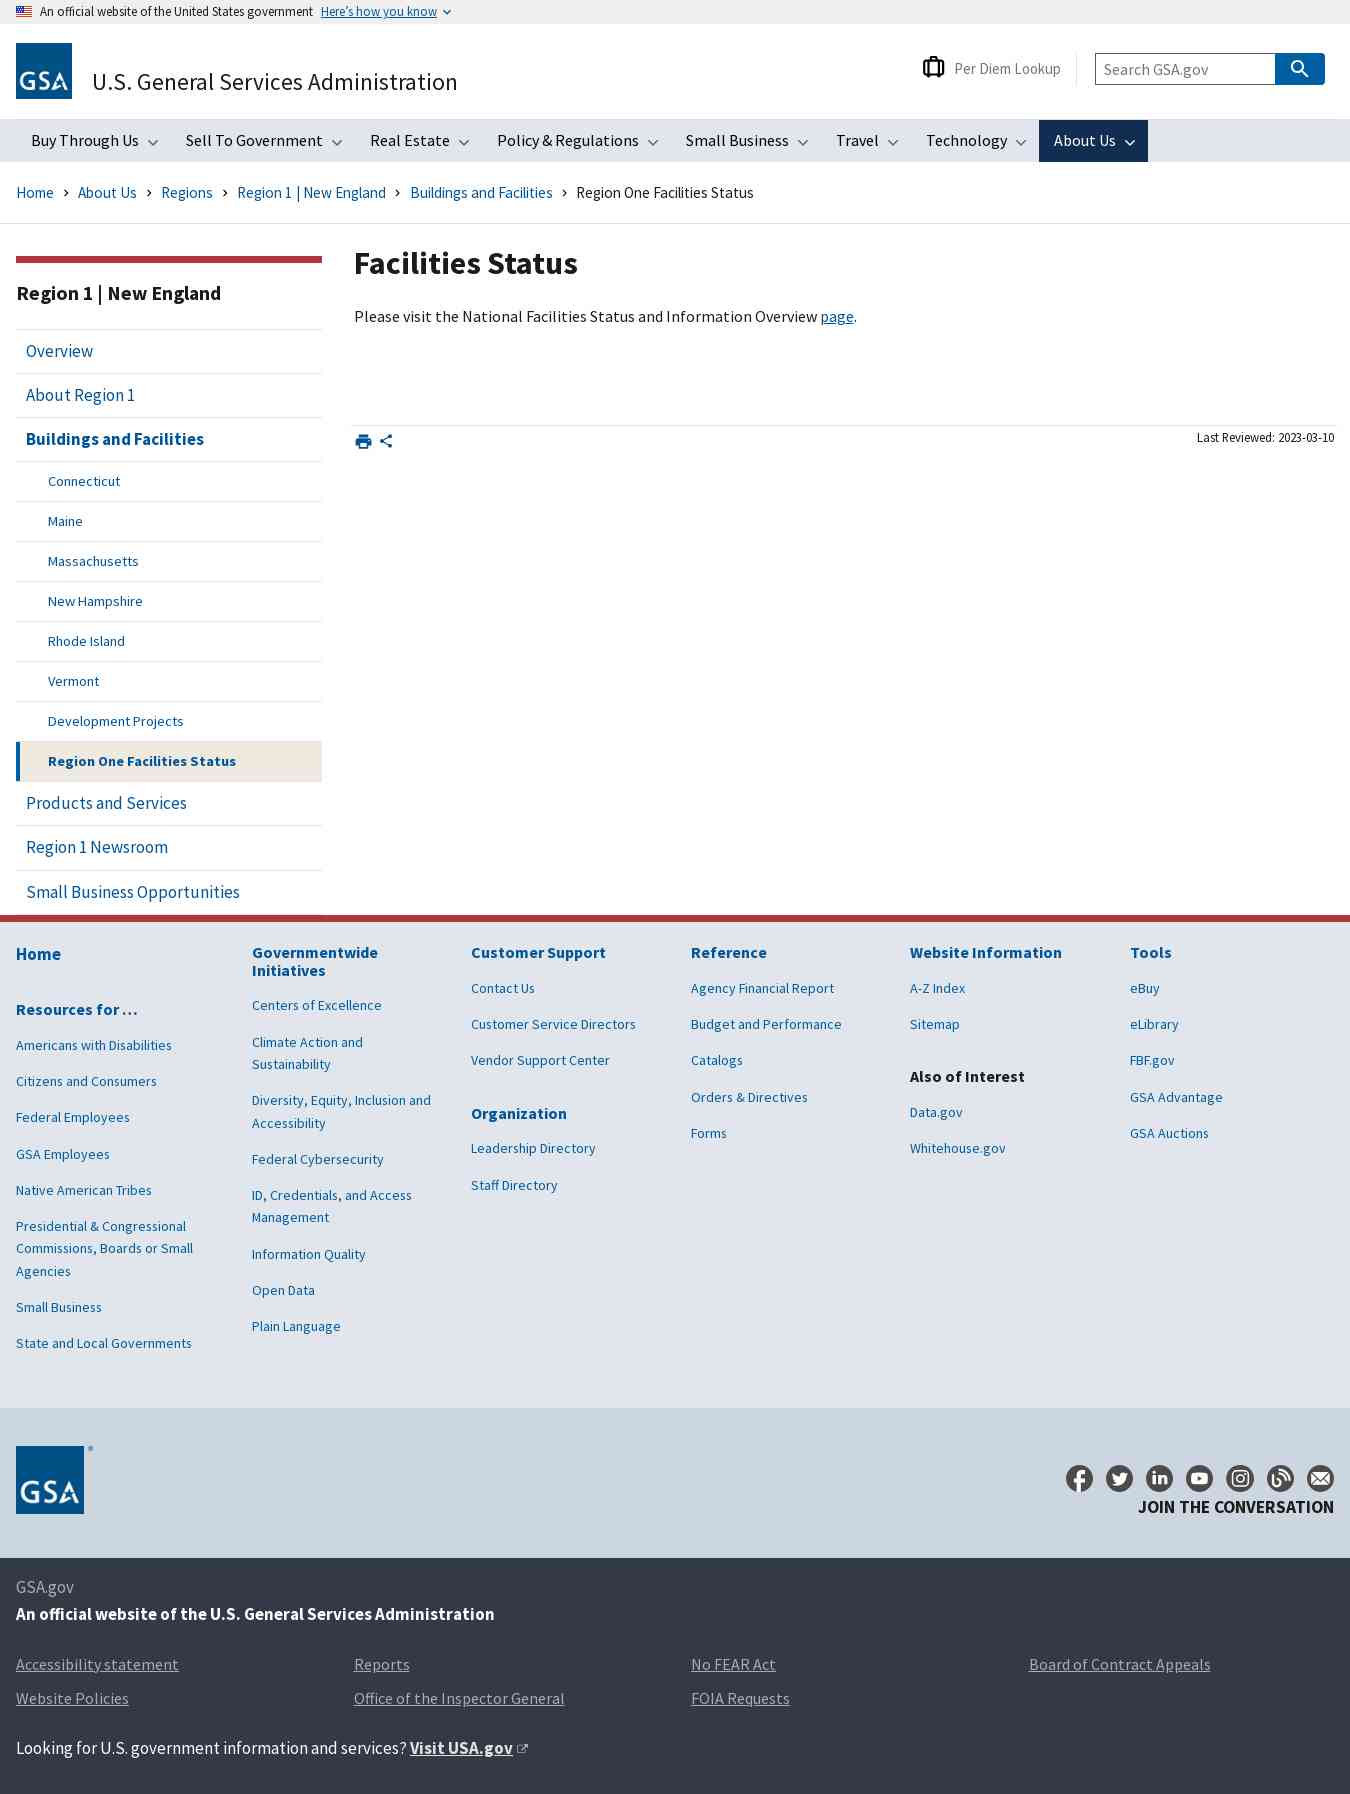 An official website of the United States government Here's how you know
GSA
U.S. General Services Administration
Per Diem Lookup
Search GSA.gov
Buy Through Us Sell To Government Real Estate Policy & Regulations Small Business Travel Technology About Us
Home About Us Regions Region 1 | New England Buildings and Facilities Region One Facilities Status
Region 1 | New England
Overview
About Region 1
Buildings and Facilities
Connecticut
Maine
Massachusetts
New Hampshire
Rhode Island
Vermont
Development Projects
Region One Facilities Status
Products and Services
Region 1 Newsroom
Small Business Opportunities
Facilities Status
Please visit the National Facilities Status and Information Overview page.
Last Reviewed: 2023-03-10
Home
Resources for …
Americans with Disabilities
Citizens and Consumers
Federal Employees
GSA Employees
Native American Tribes
Presidential & Congressional
Commissions, Boards or Small
Agencies
Small Business
State and Local Governments
Governmentwide
Initiatives
Centers of Excellence
Climate Action and
Sustainability
Diversity, Equity, Inclusion and
Accessibility
Federal Cybersecurity
ID, Credentials, and Access
Management
Information Quality
Open Data
Plain Language
Customer Support
Contact Us
Customer Service Directors
Vendor Support Center
Organization
Leadership Directory
Staff Directory
Reference
Agency Financial Report
Budget and Performance
Catalogs
Orders & Directives
Forms
Website Information
A-Z Index
Sitemap
Also of Interest
Data.gov
Whitehouse.gov
Tools
eBuy
eLibrary
FBF.gov
GSA Advantage
GSA Auctions
GSA ®
JOIN THE CONVERSATION
GSA.gov
An official website of the U.S. General Services Administration
Accessibility statement Reports No FEAR Act Board of Contract Appeals
Website Policies Office of the Inspector General FOIA Requests
Looking for U.S. government information and services? Visit USA.gov